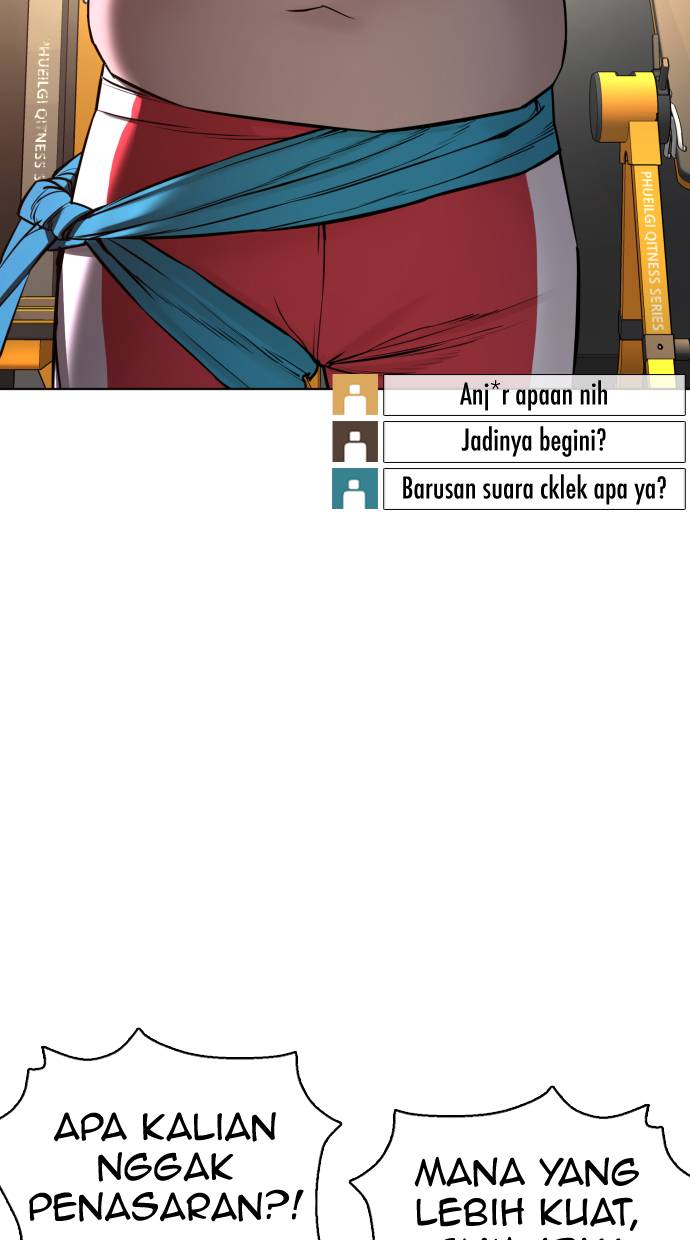 PHUEILGI QITNESS S
PHUEILGI QITNESS SERIES
Anj*r apaan nih
Jadinya begini?
Barusan suara cklek apa ya?
APA KALIAN
NGGAK
PENASARAN?!
MANA YANG
LEBIH KUAT,